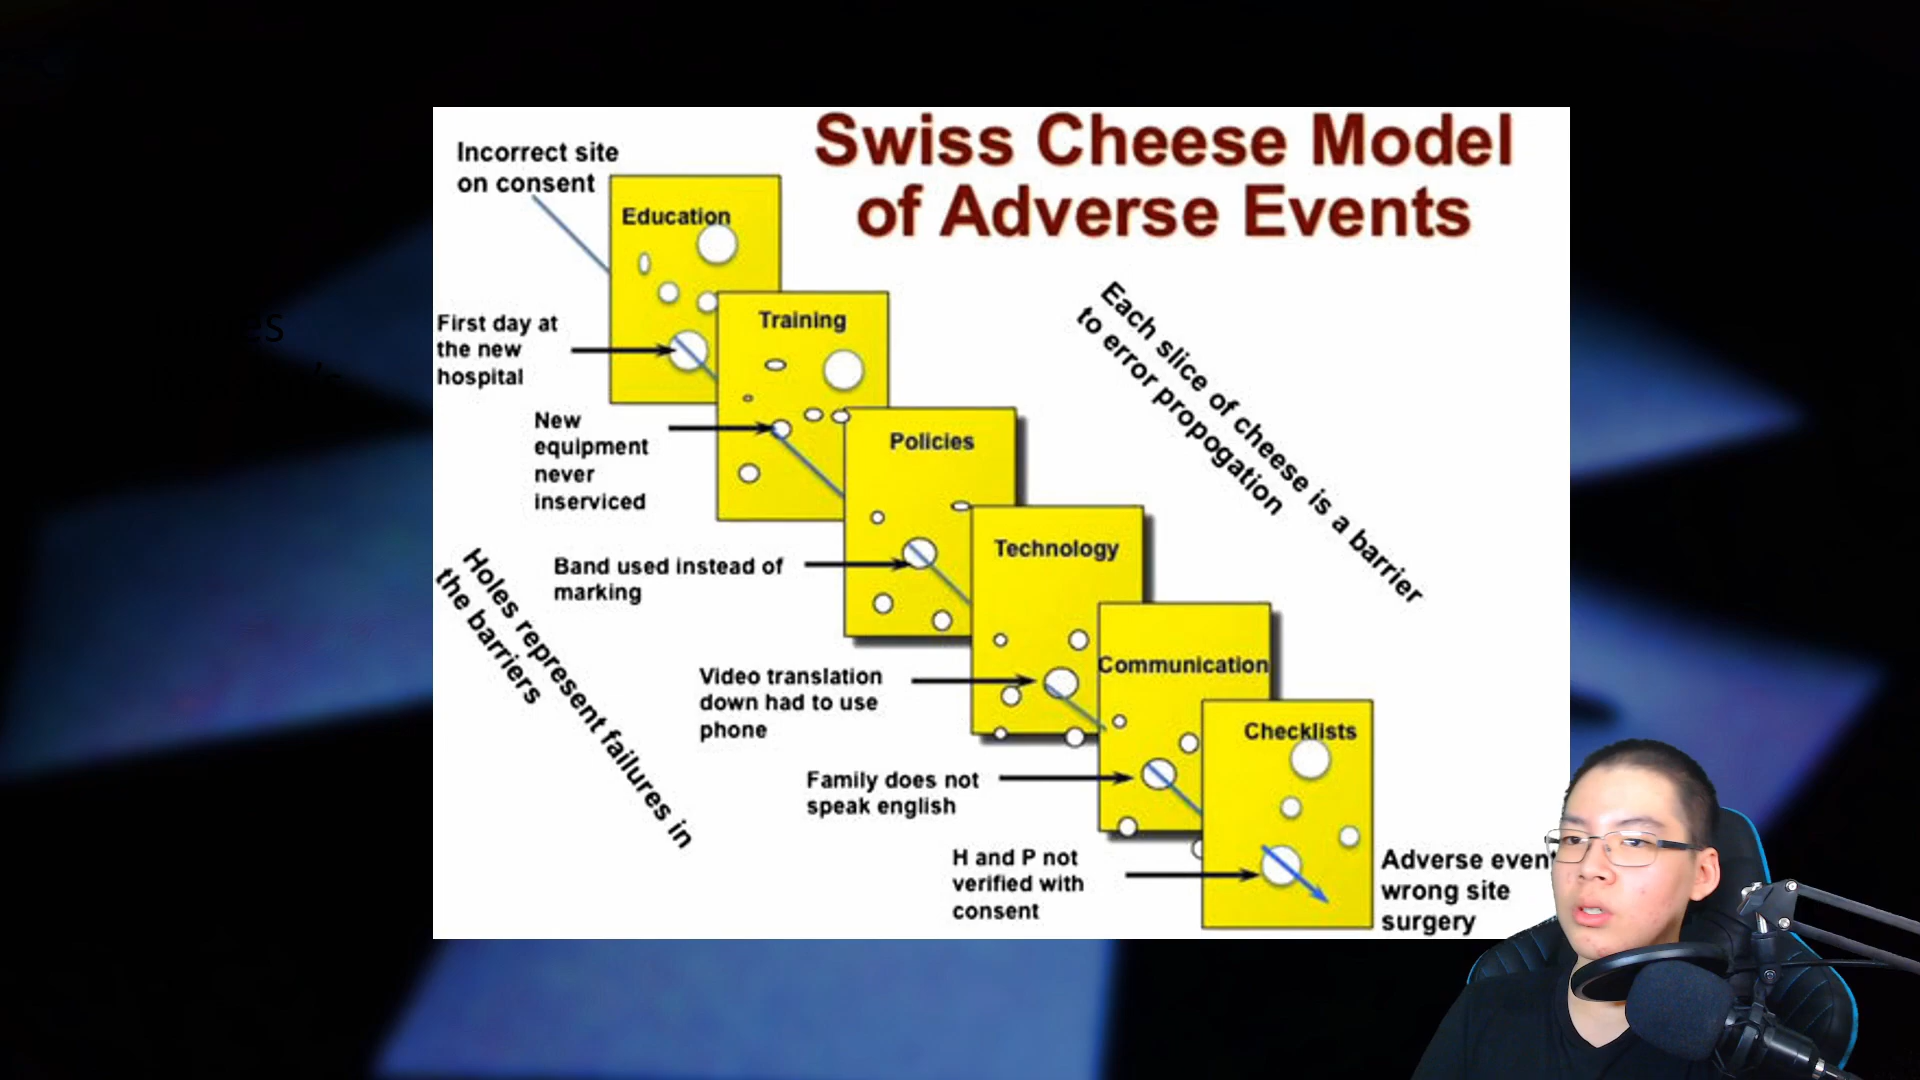 Swiss Cheese Model
of Adverse Events
Incorrect site
on consent
Education
First day at
the new
hospital
Training
New
equipment
never
inserviced
Policies
Band used instead of
marking
Technology
Video translation
down had to use
phone
Communication
Family does not
speak english
Checklists
H and P not
verified with
consent
Adverse even
wrong site
surgery
Each slice of cheese is a barrier
to error propogation
Holes represent failures in
the barriers